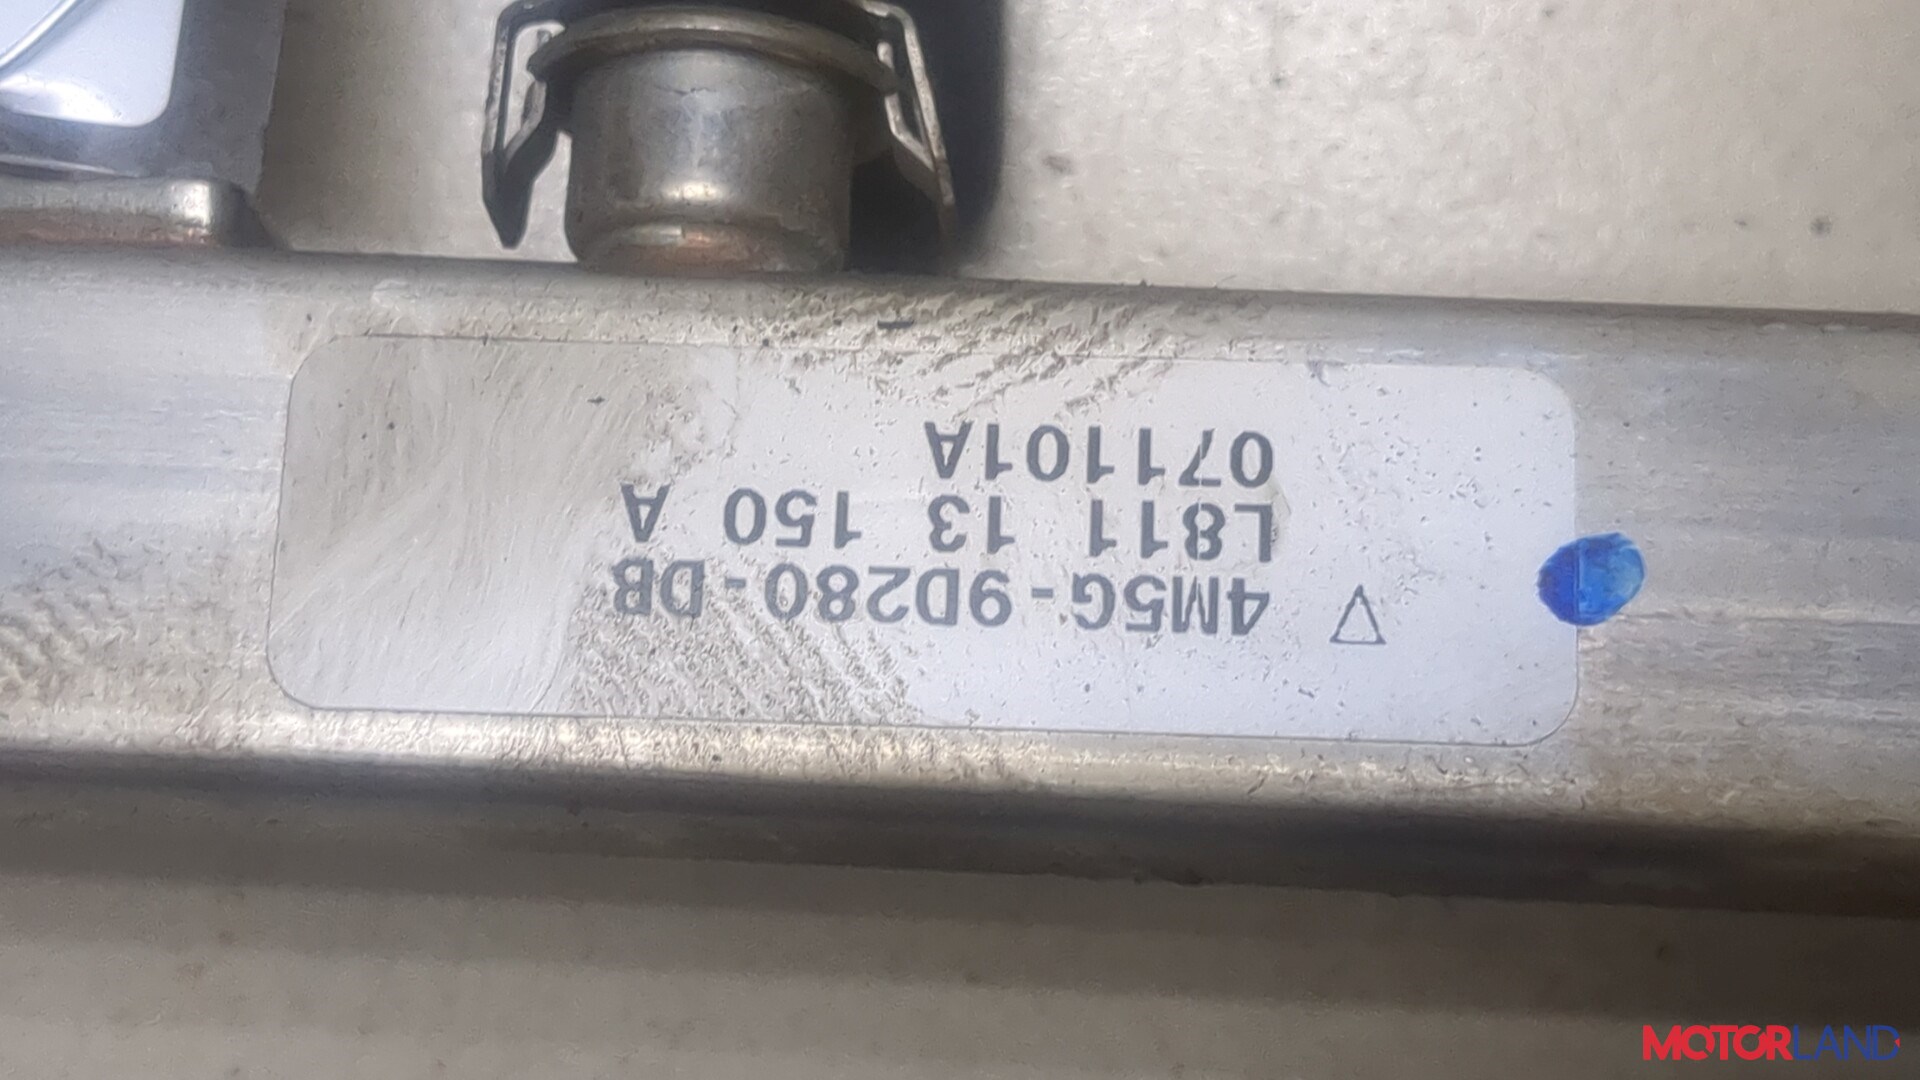 4M5G-9D280-DB
L811 13 150 A
071101A
MOTORLAND